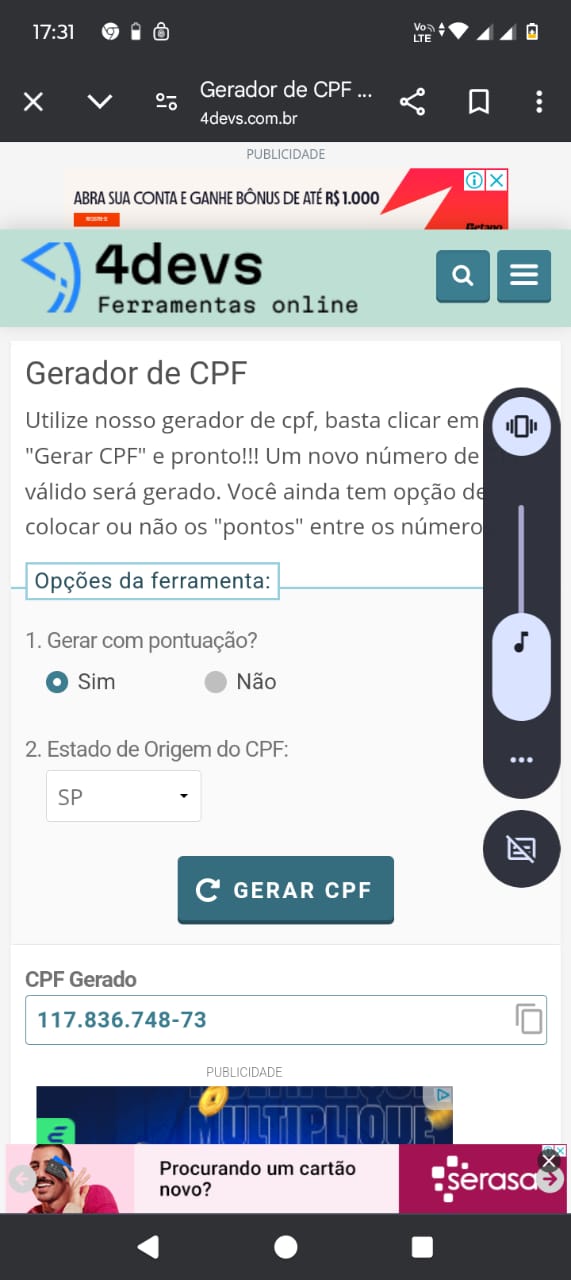 17:31
Vo
LTE
Gerador de CPF ...
4devs.com.br
PUBLICIDADE
ABRA SUA CONTA E GANHE BÔNUS DE ATÉ R$ 1.000
Betano
4devs
Ferramentas online
Gerador de CPF
Utilize nosso gerador de cpf, basta clicar em
"Gerar CPF" e pronto!!! Um novo número de
válido será gerado. Você ainda tem opção de
colocar ou não os "pontos" entre os número
Opções da ferramenta:
1. Gerar com pontuação?
Sim Não
2. Estado de Origem do CPF:
SP
GERAR CPF
CPF Gerado
117.836.748-73
PUBLICIDADE
MULTIPLIQUE
Procurando um cartão
novo?
serasa